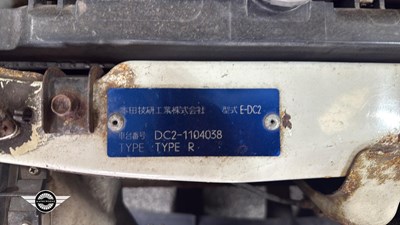 本田技研工業株式会社 型式 E-DC2
車台番号 DC2-1104038
TYPE TYPE R